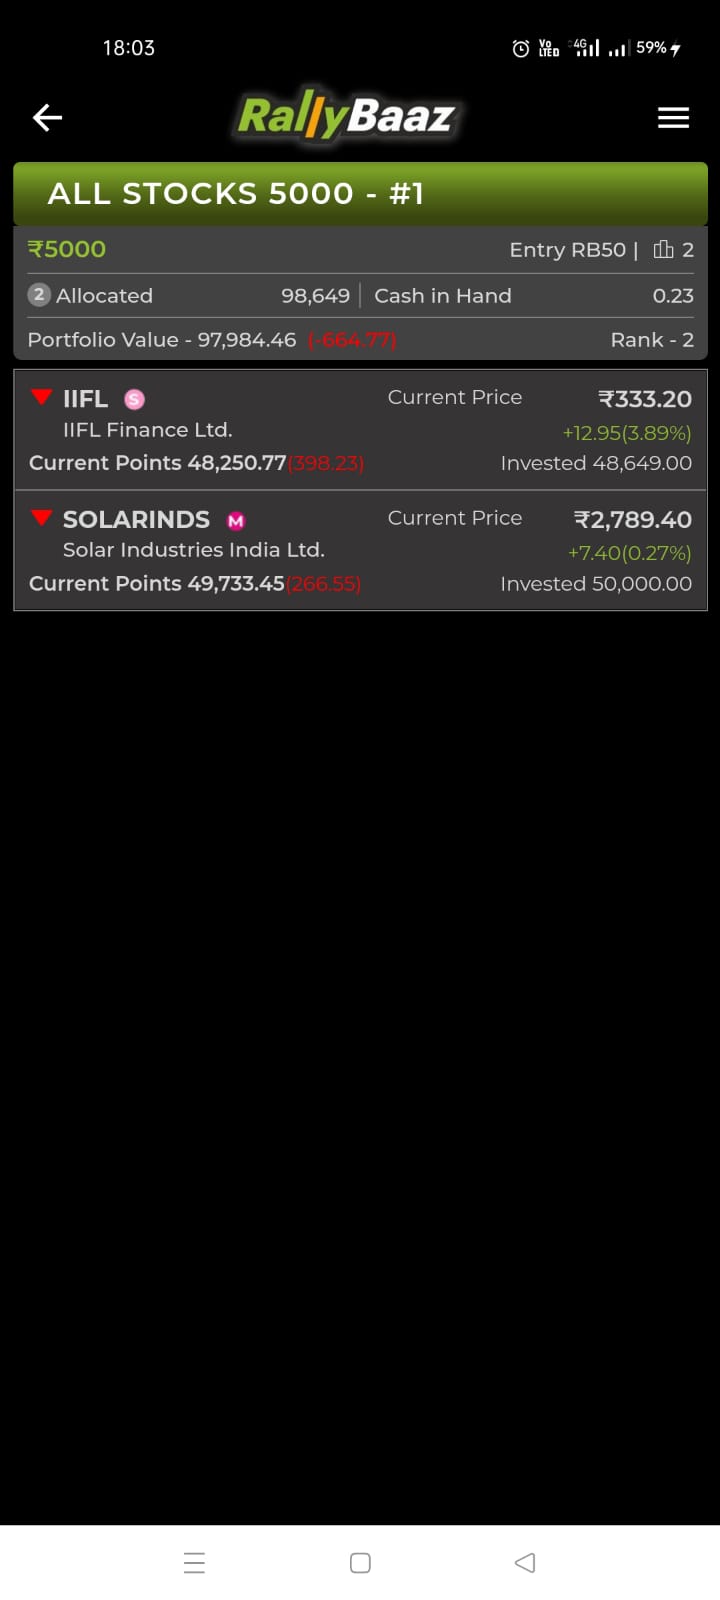 18:03 Vo LTED 4G 59%
RallyBaaz
ALL STOCKS 5000 - #1
₹5000 Entry RB50 | 2
2 Allocated 98,649 Cash in Hand 0.23
Portfolio Value - 97,984.46 (-664.77) Rank - 2
IIFL S Current Price ₹333.20
IIFL Finance Ltd. +12.95(3.89%)
Current Points 48,250.77(398.23) Invested 48,649.00
SOLARINDS M Current Price ₹2,789.40
Solar Industries India Ltd. +7.40(0.27%)
Current Points 49,733.45(266.55) Invested 50,000.00